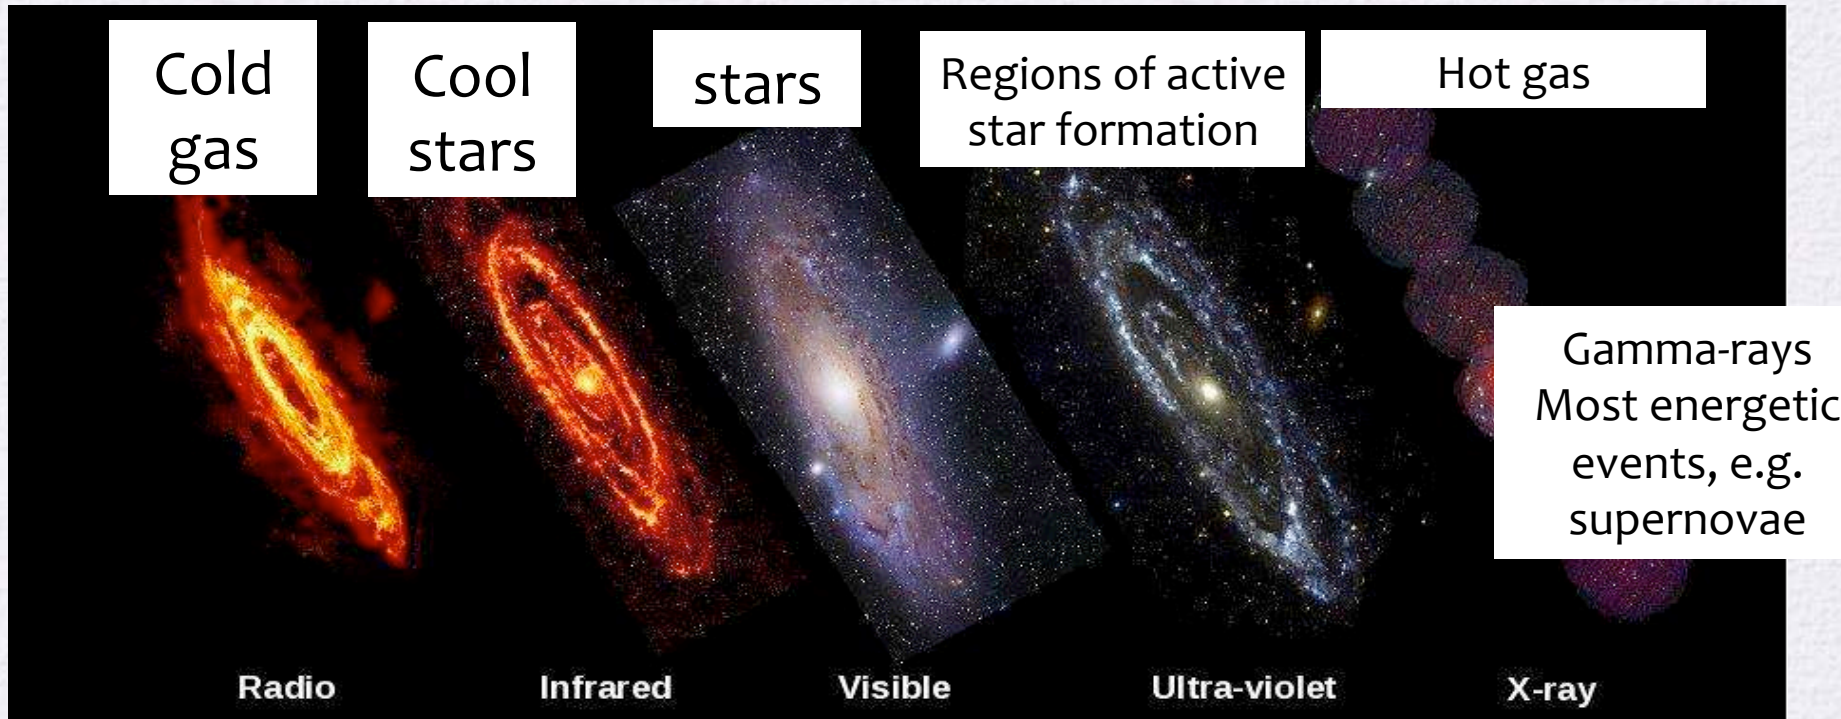 Cold
gas
Cool
stars
stars
Regions of active
star formation
Hot gas
Gamma-rays
Most energetic
events, e.g.
supernovae
Radio
Infrared
Visible
Ultra-violet
X-ray